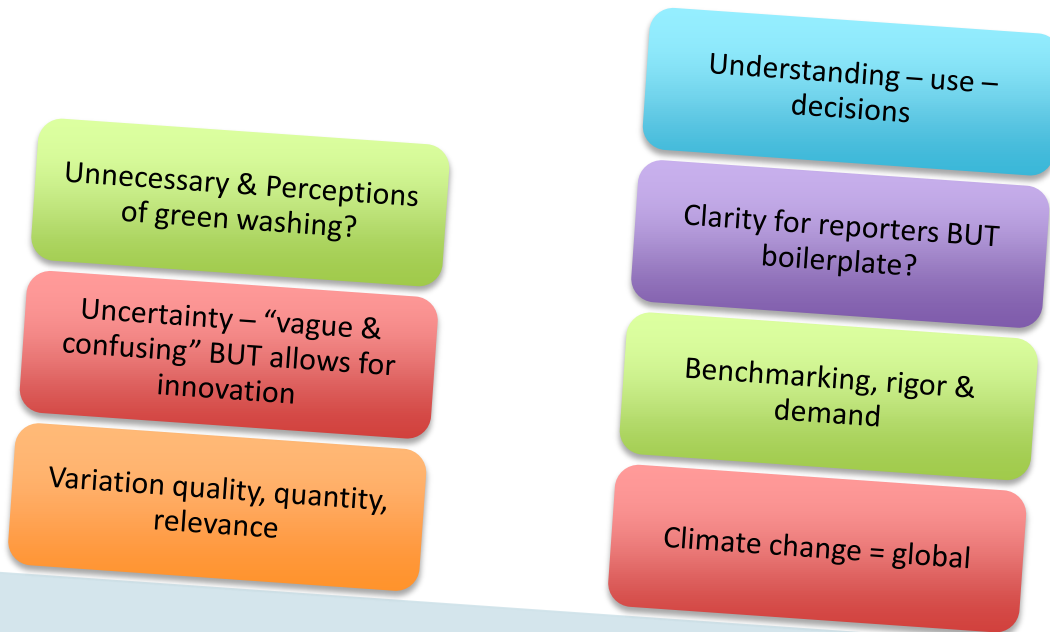 Unnecessary & Perceptions
of green washing?
Uncertainty – “vague &
confusing” BUT allows for
innovation
Variation quality, quantity,
relevance
Understanding – use –
decisions
Clarity for reporters BUT
boilerplate?
Benchmarking, rigor &
demand
Climate change = global